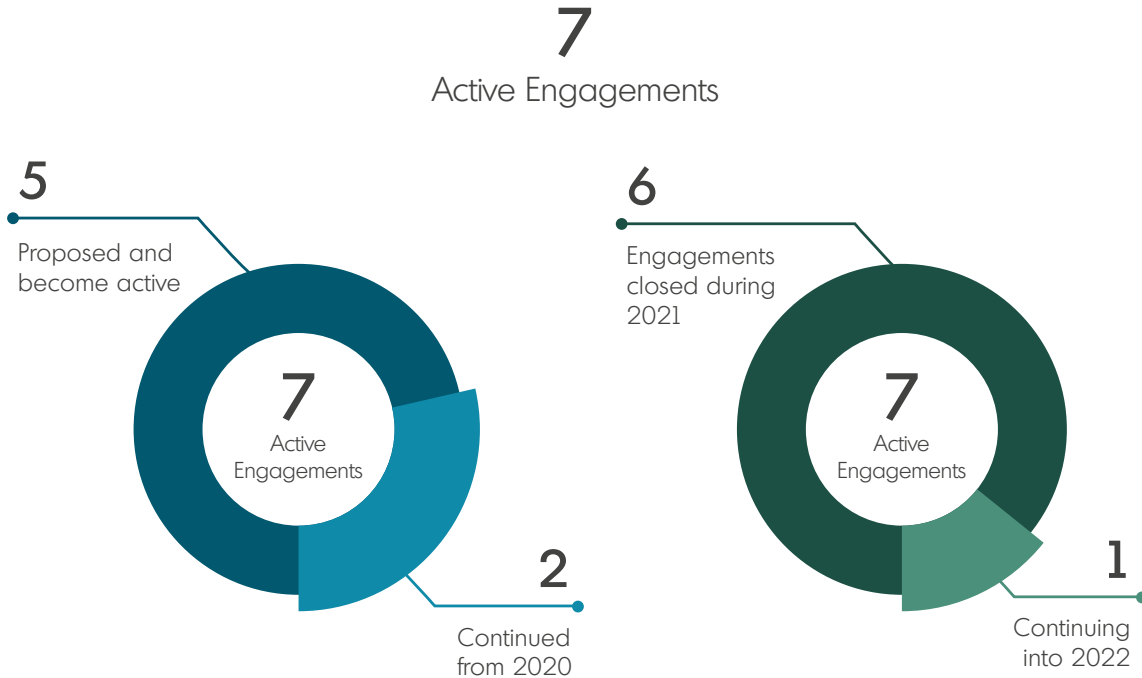 7
Active Engagements
5
Proposed and
become active
7
Active
Engagements
2
Continued
from 2020
6
Engagements
closed during
2021
7
Active
Engagements
1
Continuing
into 2022